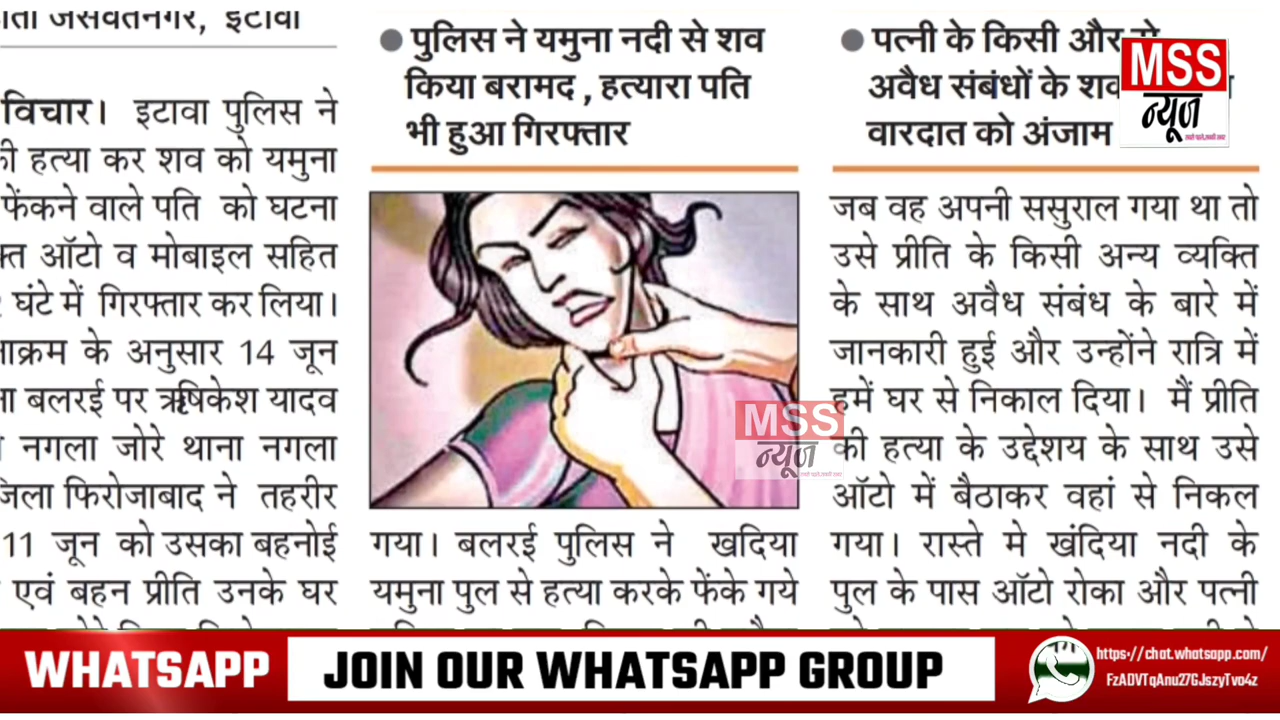 जसवंतनगर, इटावा
विचार। इटावा पुलिस ने
की हत्या कर शव को यमुना
फेंकने वाले पति को घटना
ऑटो व मोबाइल सहित
घंटे में गिरफ्तार कर लिया।
के अनुसार 14 जून
बलरई पर ऋषिकेश यादव
नगला जोरे थाना नगला
जिला फिरोजाबाद ने तहरीर
11 जून को उसका बहनोई
एवं बहन प्रीति उनके घर
● पुलिस ने यमुना नदी से शव
किया बरामद , हत्यारा पति
भी हुआ गिरफ्तार
गया। बलरई पुलिस ने खदिया
यमुना पुल से हत्या करके फेंके गये
● पत्नी के किसी और
अवैध संबंधों के
वारदात को अंजाम
जब वह अपनी ससुराल गया था तो
उसे प्रीति के किसी अन्य व्यक्ति
के साथ अवैध संबंध के बारे में
जानकारी हुई और उन्होंने रात्रि में
हमें घर से निकाल दिया। मैं प्रीति
की हत्या के उद्देशय के साथ उसे
ऑटो में बैठाकर वहां से निकल
गया। रास्ते मे खंदिया नदी के
पुल के पास ऑटो रोका और पत्नी
MSS
न्यूज़
MSS
न्यूज़
WHATSAPP
JOIN OUR WHATSAPP GROUP
https://chat.whatsapp.com/
FzADVTqAnu27GJszyTvo4z